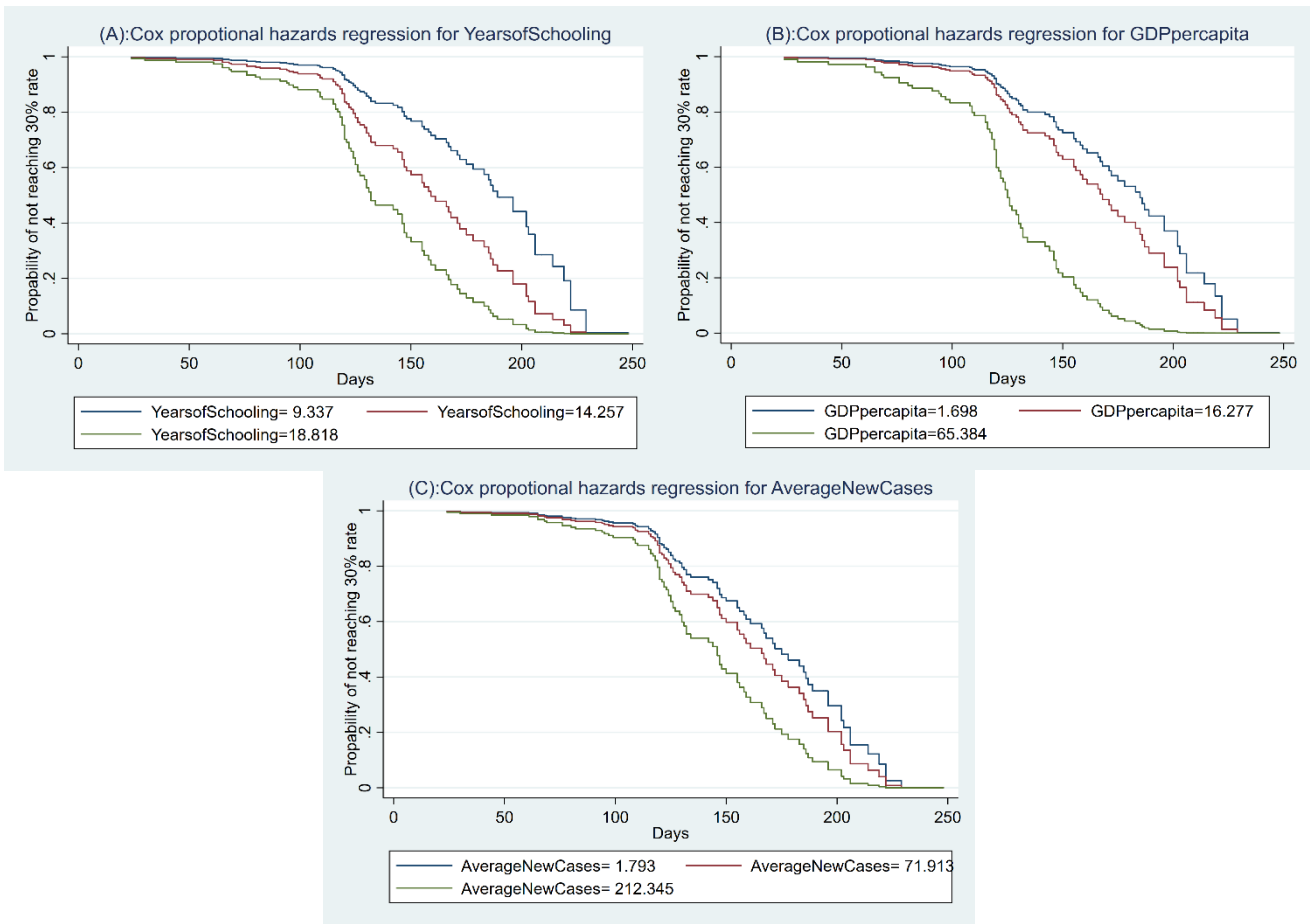 (A):Cox propotional hazards regression for YearsofSchooling
Propability of not reaching 30% rate
1
.8
.6
.4
.2
0
0 50 100 150 200 250
Days
YearsofSchooling= 9.337 YearsofSchooling=14.257
YearsofSchooling=18.818
(B):Cox propotional hazards regression for GDPpercapita
Propability of not reaching 30% rate
1
.8
.6
.4
.2
0
0 50 100 150 200 250
Days
GDPpercapita=1.698 GDPpercapita=16.277
GDPpercapita=65.384
(C):Cox propotional hazards regression for AverageNewCases
Propability of not reaching 30% rate
1
.8
.6
.4
.2
0
0 50 100 150 200 250
Days
AverageNewCases= 1.793 AverageNewCases= 71.913
AverageNewCases= 212.345